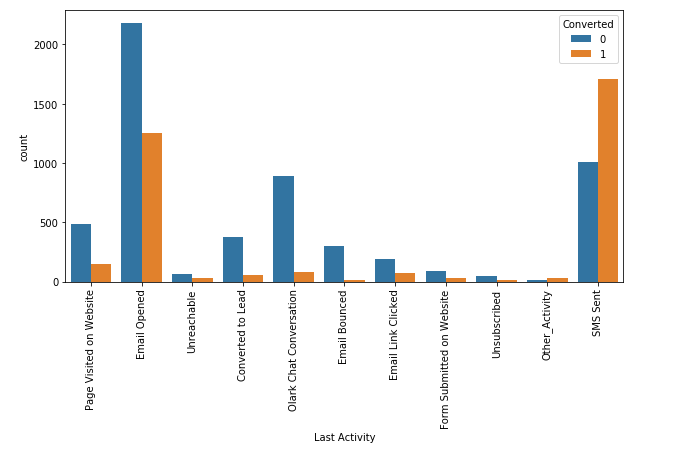 Converted
0
1
2000
1500
1000
500
0
count
Page Visited on Website
Email Opened
Unreachable
Converted to Lead
Olark Chat Conversation
Email Bounced
Email Link Clicked
Form Submitted on Website
Unsubscribed
Other_Activity
SMS Sent
Last Activity